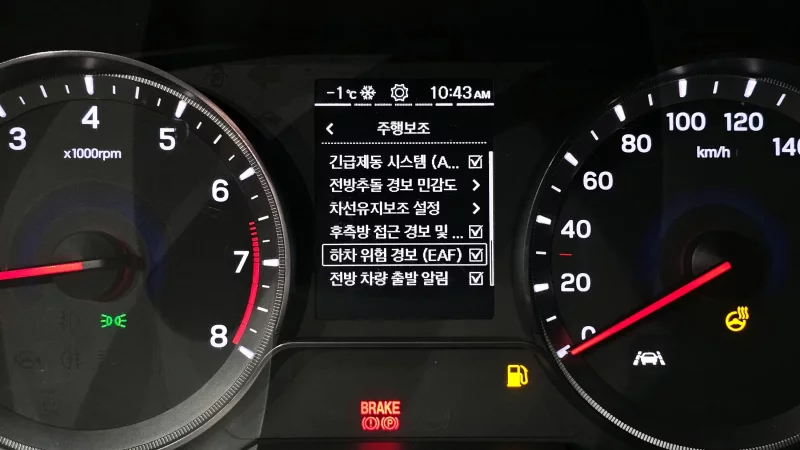 -1℃ 10:43AM
주행보조
긴급제동 시스템 (A...
전방추돌 경보 민감도
차선유지보조 설정
후측방 접근 경보 및 ...
하차 위험 경보 (EAF)
전방 차량 출발 알림
3
4
5
6
7
8
x1000rpm
0
20
40
60
80
100
120
140
km/h
BRAKE
(!) (P)